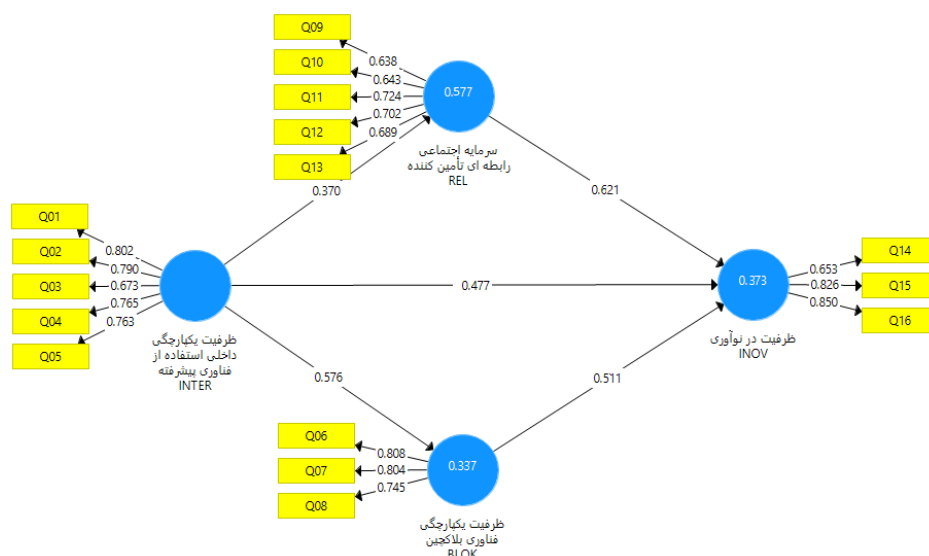 Q09
Q10
Q11
Q12
Q13
0.638
0.643
0.724
0.702
0.689
0.577
سرمایه اجتماعی
رابطه ای تأمین کننده
REL
0.370
0.621
Q01
Q02
Q03
Q04
Q05
0.802
0.790
0.673
0.765
0.763
ظرفیت یکپارچگی
داخلی استفاده از
فناوری پیشرفته
INTER
0.477
0.373
ظرفیت در نوآوری
INOV
0.653
0.826
0.850
Q14
Q15
Q16
0.576
0.511
Q06
Q07
Q08
0.808
0.804
0.745
0.337
ظرفیت یکپارچگی
فناوری بلاکچین
BLOK